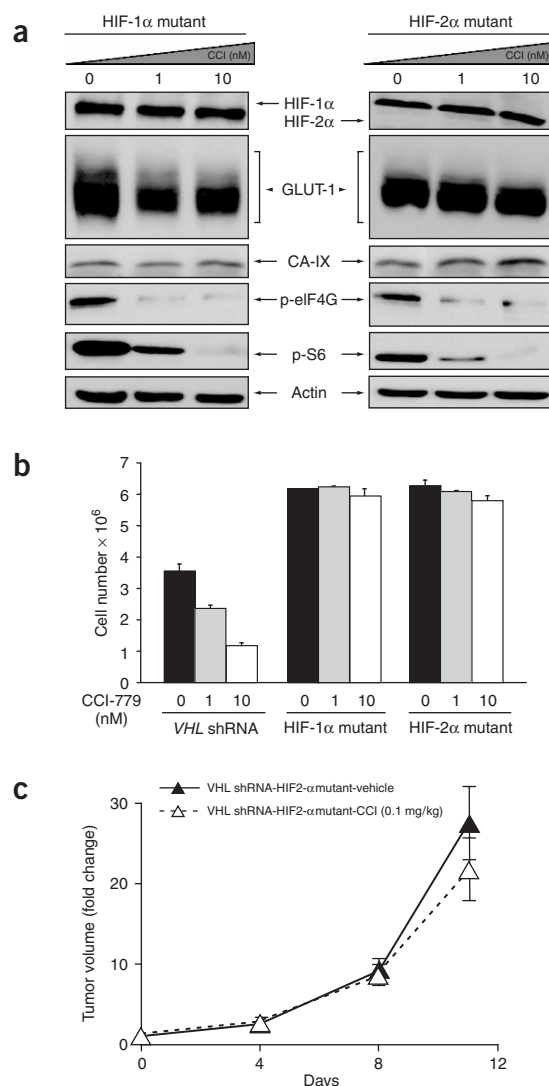 a
HIF-1α mutant
HIF-2α mutant
CCI (nM)
CCI (nM)
0 1 10
0 1 10
HIF-1α
HIF-2α
GLUT-1
CA-IX
p-eIF4G
p-S6
Actin
b
7
6
5
4
3
2
1
0
Cell number × 10⁶
CCI-779 (nM)
0 1 10 0 1 10 0 1 10
VHL shRNA HIF-1α mutant HIF-2α mutant
c
VHL shRNA-HIF2-αmutant-vehicle
VHL shRNA-HIF2-αmutant-CCI (0.1 mg/kg)
30
20
10
0
Tumor volume (fold change)
0 4 8 12
Days